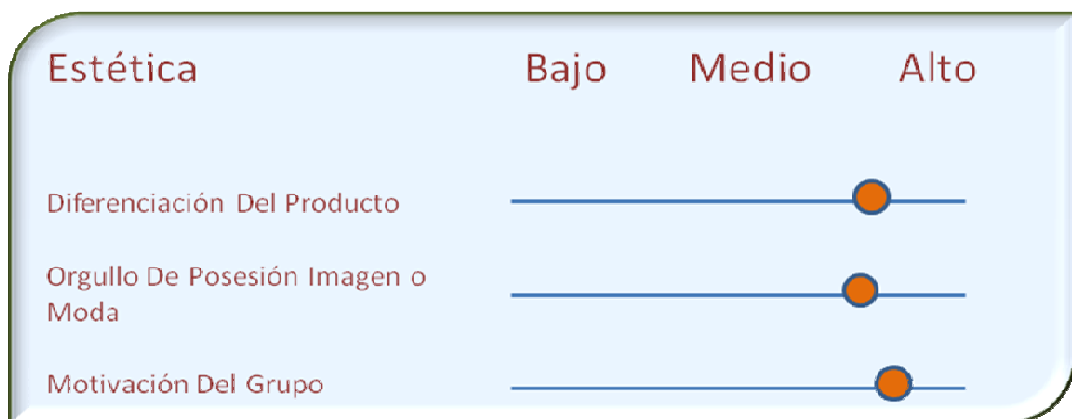 Estética Bajo Medio Alto
Diferenciación Del Producto
Orgullo De Posesión Imagen o
Moda
Motivación Del Grupo